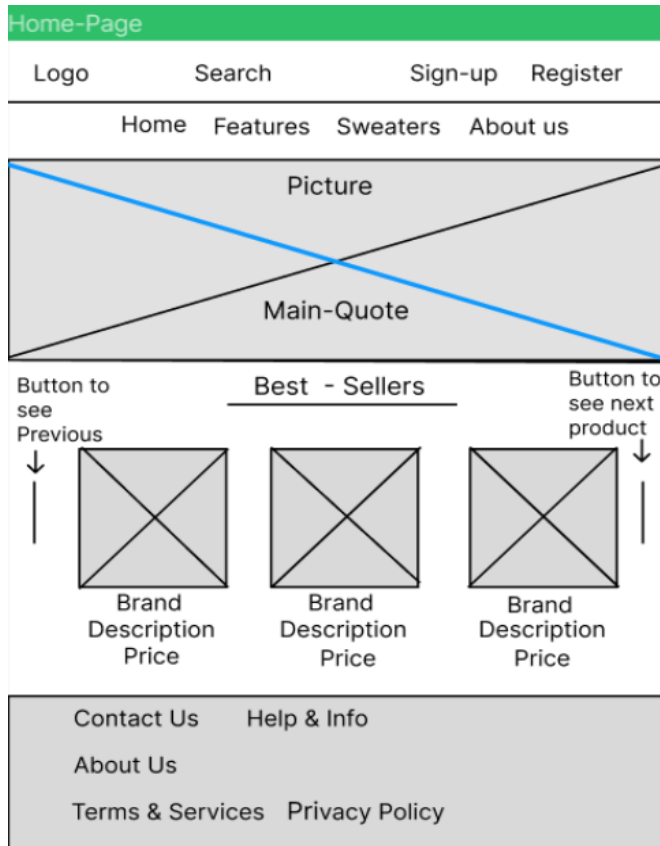 Home-Page
Logo Search Sign-up Register
Home Features Sweaters About us
Picture
Main-Quote
Button to
see
Previous
Best - Sellers
Button to
see next
product
Brand
Description
Price
Brand
Description
Price
Brand
Description
Price
Contact Us Help & Info
About Us
Terms & Services Privacy Policy